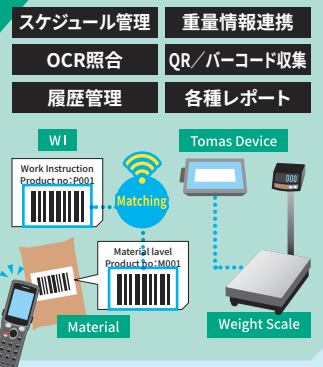 スケジュール管理
重量情報連携
OCR照合
QR／バーコード収集
履歴管理
各種レポート
WI
Tomas Device
Work Instruction
Product no:P001
Matching
000
Material lavel
Product no:M001
Material
Weight Scale